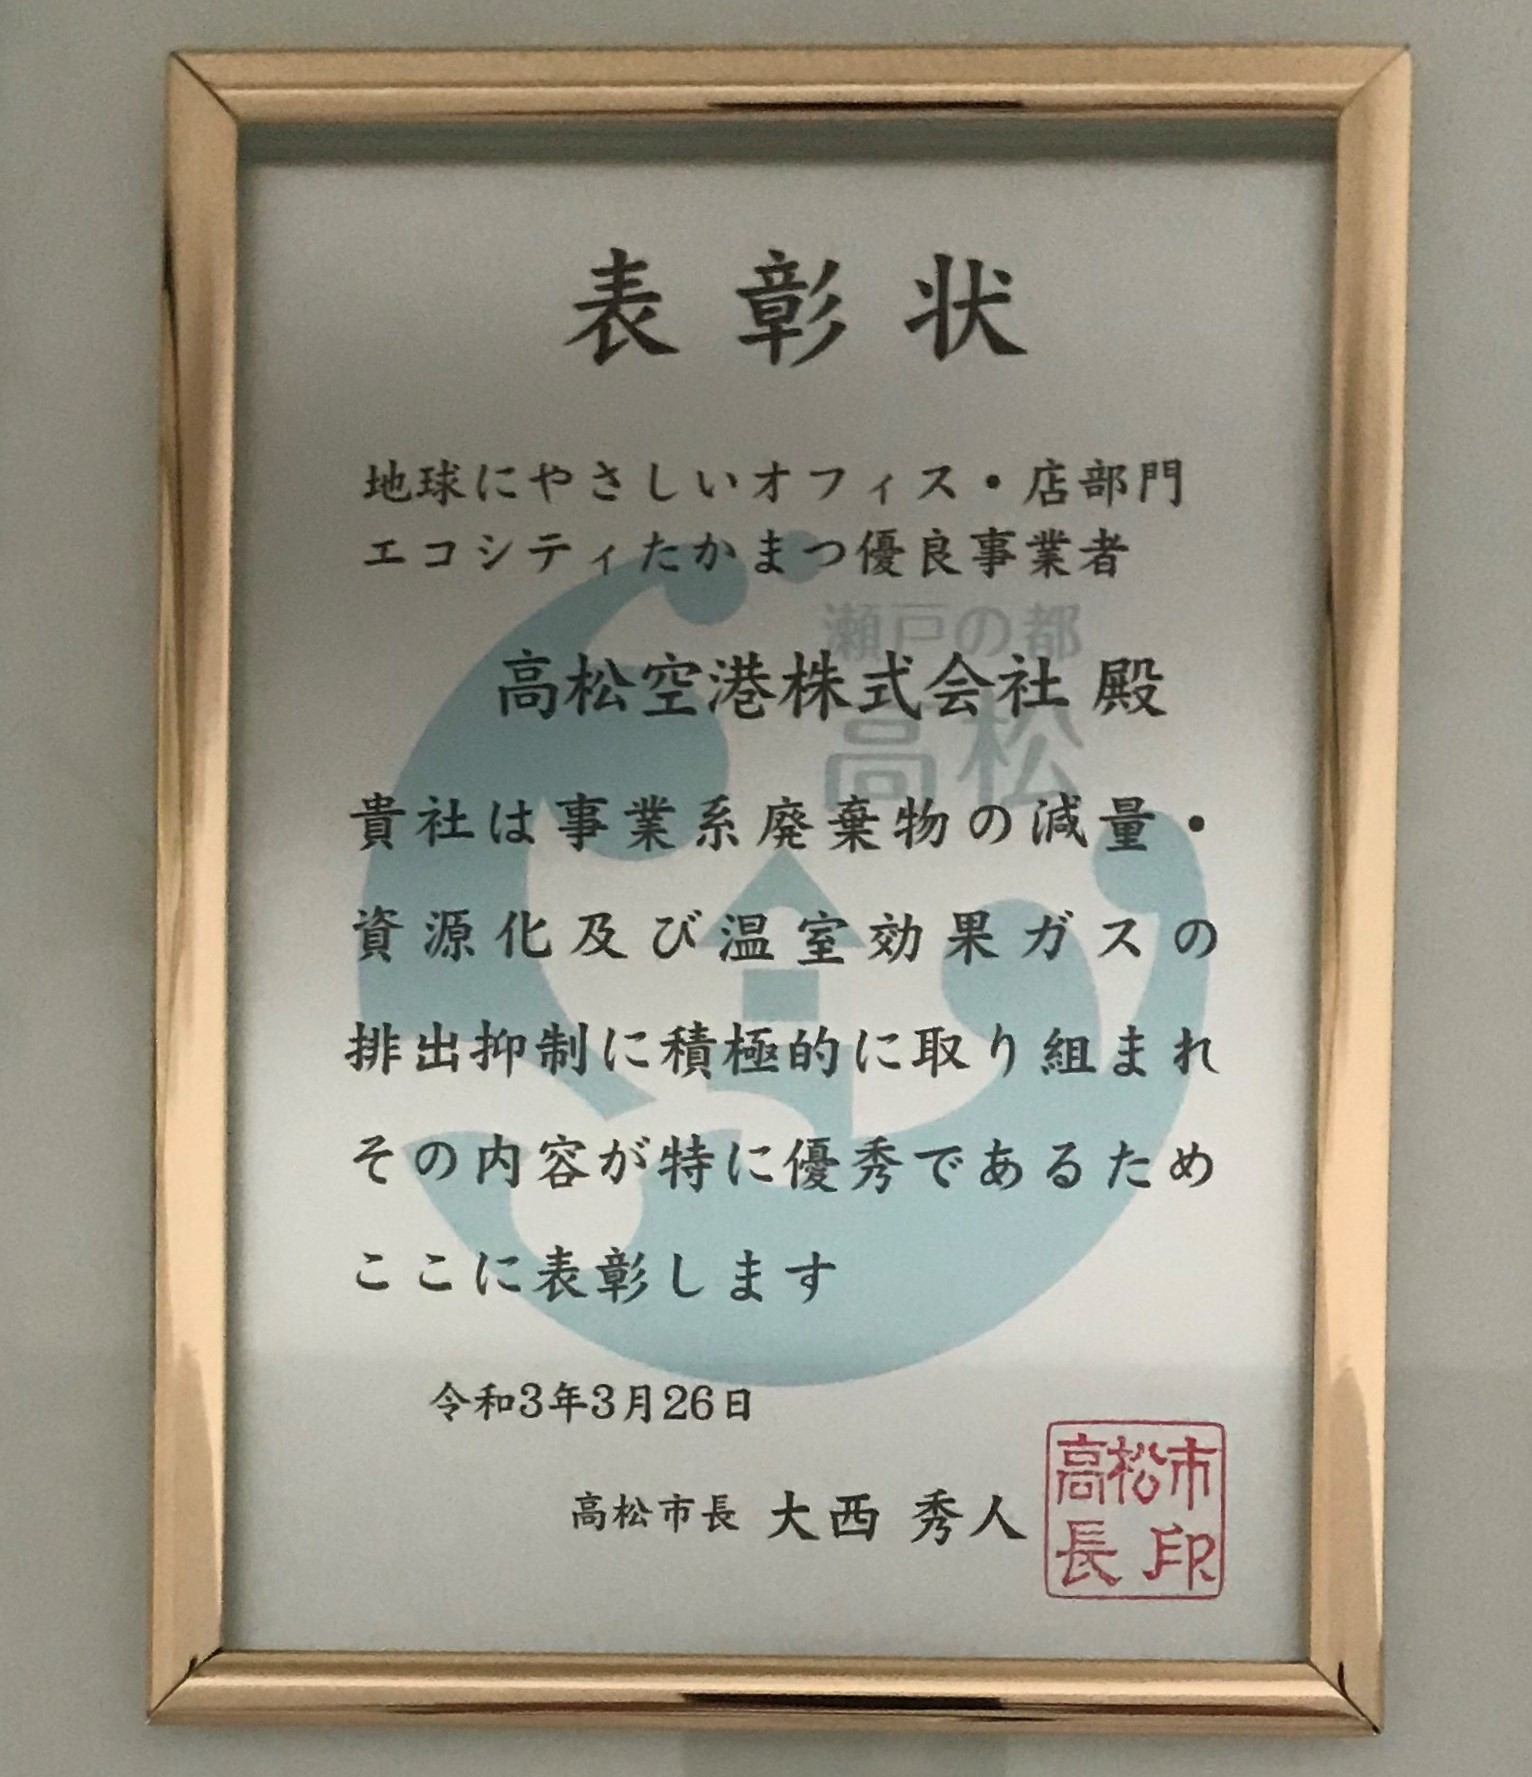 表彰状
地球にやさしいオフィス・店部門
エコシティたかまつ優良事業者
瀬戸の都
高松
高松空港株式会社 殿
貴社は事業系廃棄物の減量・
資源化及び温室効果ガスの
排出抑制に積極的に取り組まれ
その内容が特に優秀であるため
ここに表彰します
令和3年3月26日
高松市長 大西 秀人
高松市
長印